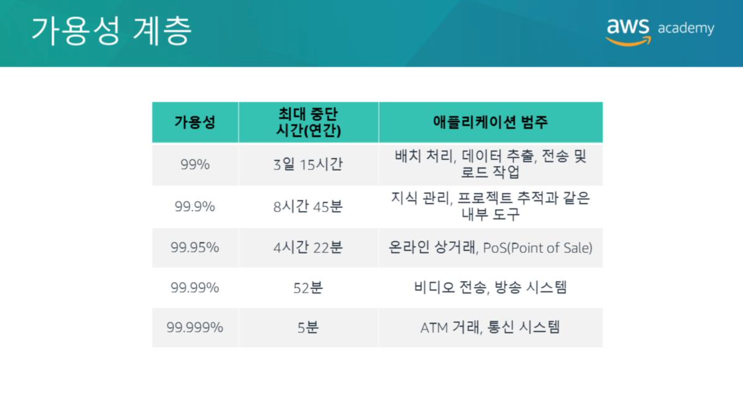 가용성 계층
aws academy
가용성
최대 중단
시간(연간)
애플리케이션 범주
99%
3일 15시간
배치 처리, 데이터 추출, 전송 및
로드 작업
99.9%
8시간 45분
지식 관리, 프로젝트 추적과 같은
내부 도구
99.95%
4시간 22분
온라인 상거래, PoS(Point of Sale)
99.99%
52분
비디오 전송, 방송 시스템
99.999%
5분
ATM 거래, 통신 시스템